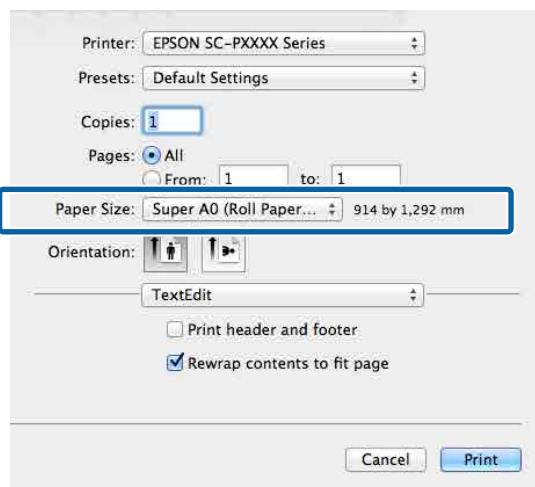 Printer: EPSON SC-PXXXX Series
Presets: Default Settings
Copies: 1
Pages: All
From: 1 to: 1
Paper Size: Super A0 (Roll Paper... 914 by 1,292 mm
Orientation:
TextEdit
Print header and footer
Rewrap contents to fit page
Cancel Print